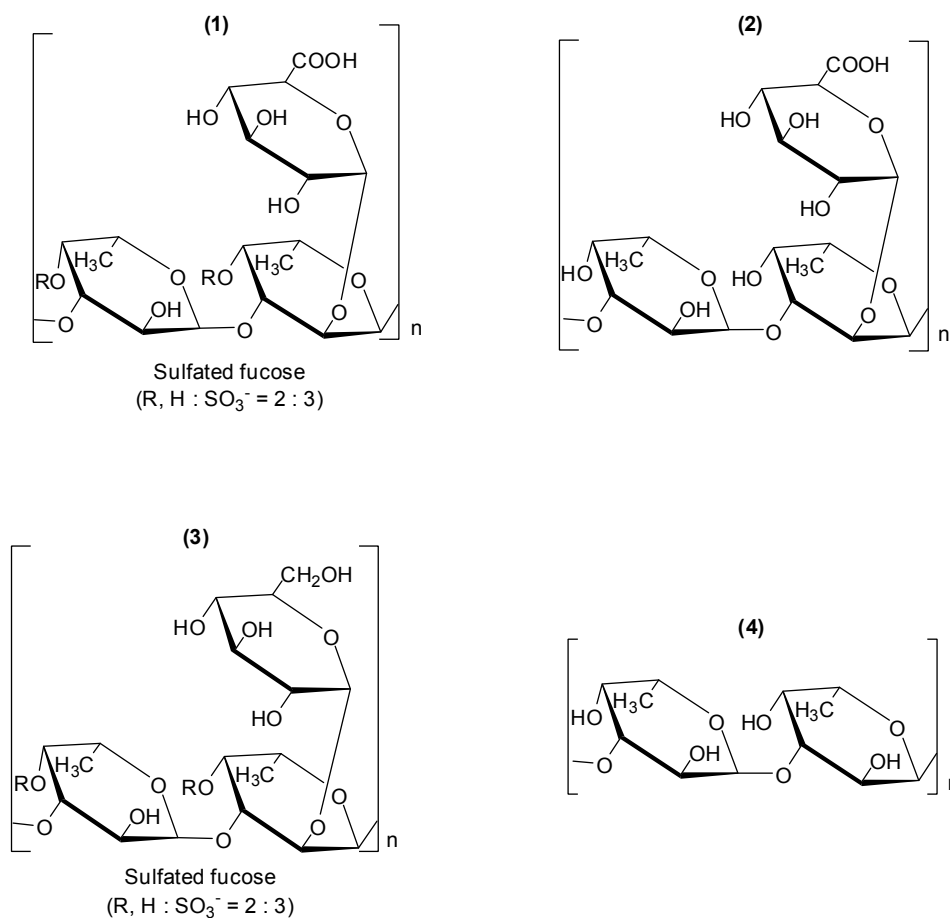 (1)
COOH
HO
OH
O
HO
H₃C
RO
O
OH
O
O
RO
H₃C
O
O
n
Sulfated fucose
(R, H : SO₃⁻ = 2 : 3)
(2)
COOH
HO
OH
O
HO
HO
H₃C
O
OH
O
O
HO
H₃C
O
O
n
(3)
CH₂OH
HO
OH
O
HO
RO
H₃C
O
OH
O
O
RO
H₃C
O
O
n
Sulfated fucose
(R, H : SO₃⁻ = 2 : 3)
(4)
HO
H₃C
O
OH
O
O
HO
H₃C
O
OH
n